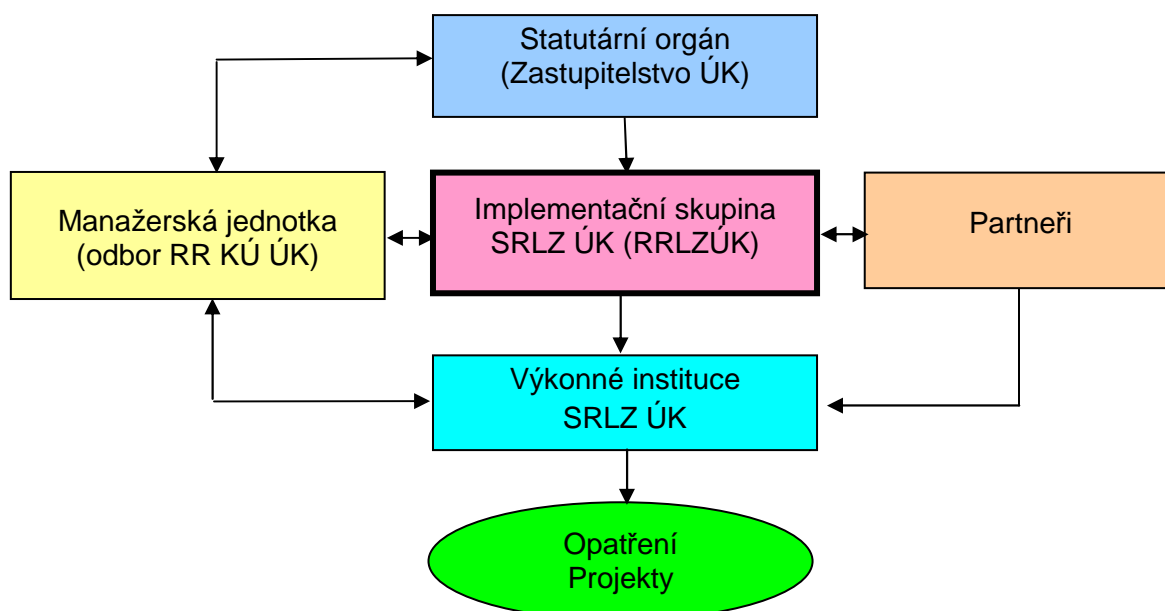 Statutární orgán
(Zastupitelstvo ÚK)
Manažerská jednotka
(odbor RR KÚ ÚK)
Implementační skupina
SRLZ ÚK (RRLZÚK)
Partneři
Výkonné instituce
SRLZ ÚK
Opatření
Projekty